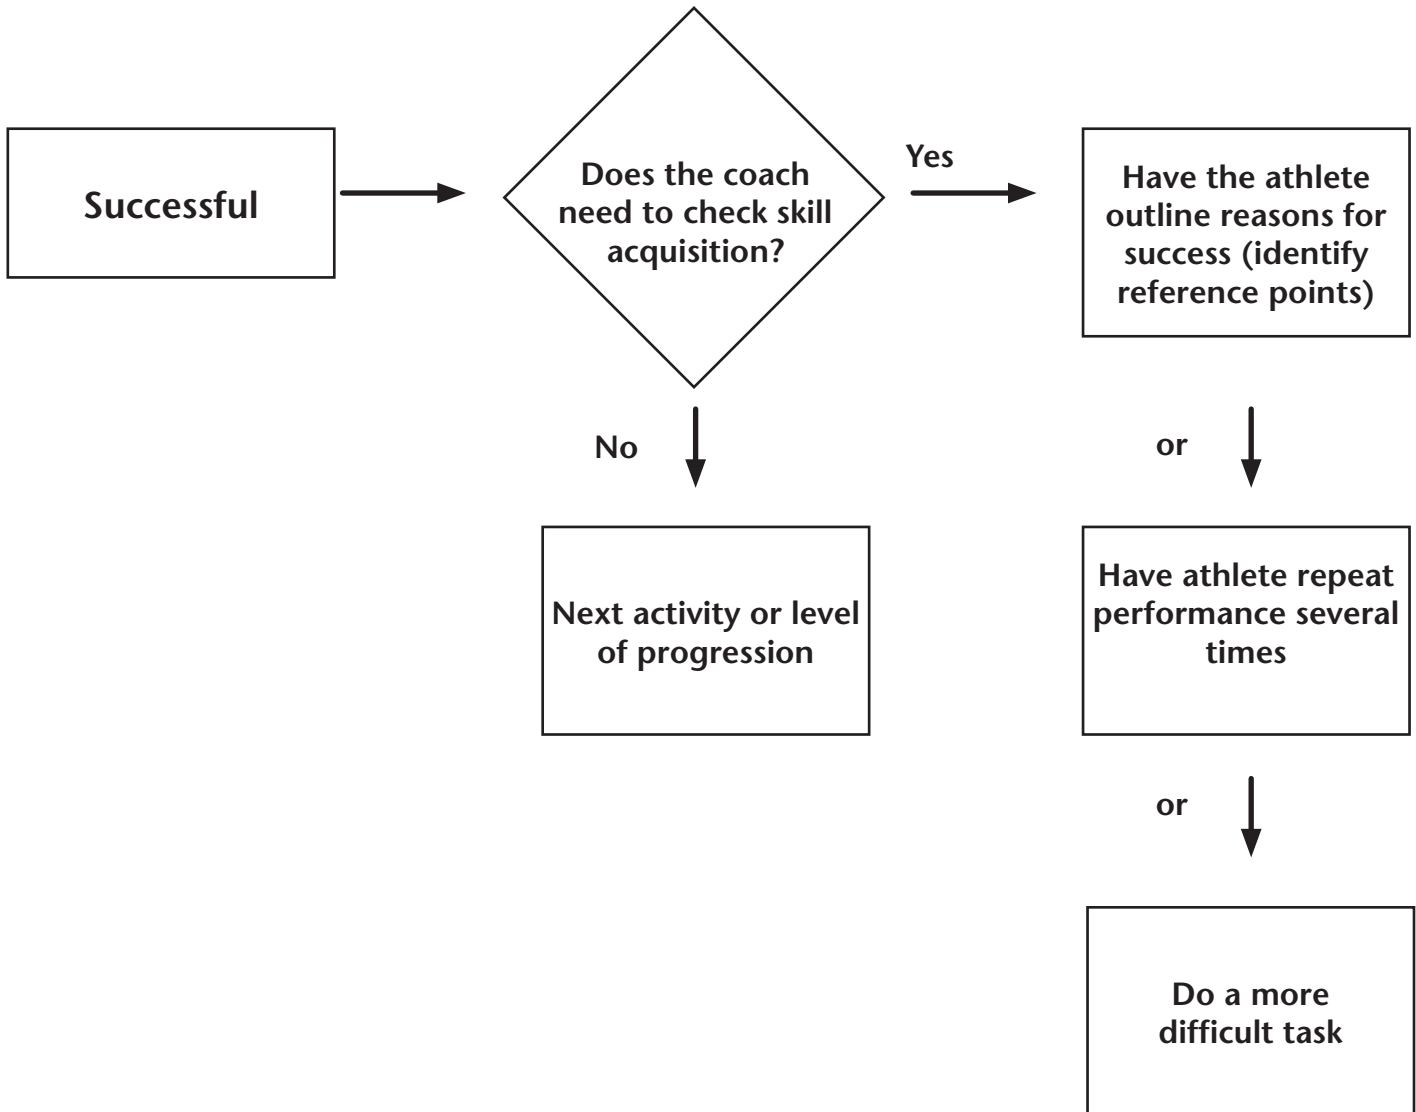 Successful
Does the coach
need to check skill
acquisition?
Yes
Have the athlete
outline reasons for
success (identify
reference points)
No
or
Next activity or level
of progression
Have athlete repeat
performance several
times
or
Do a more
difficult task